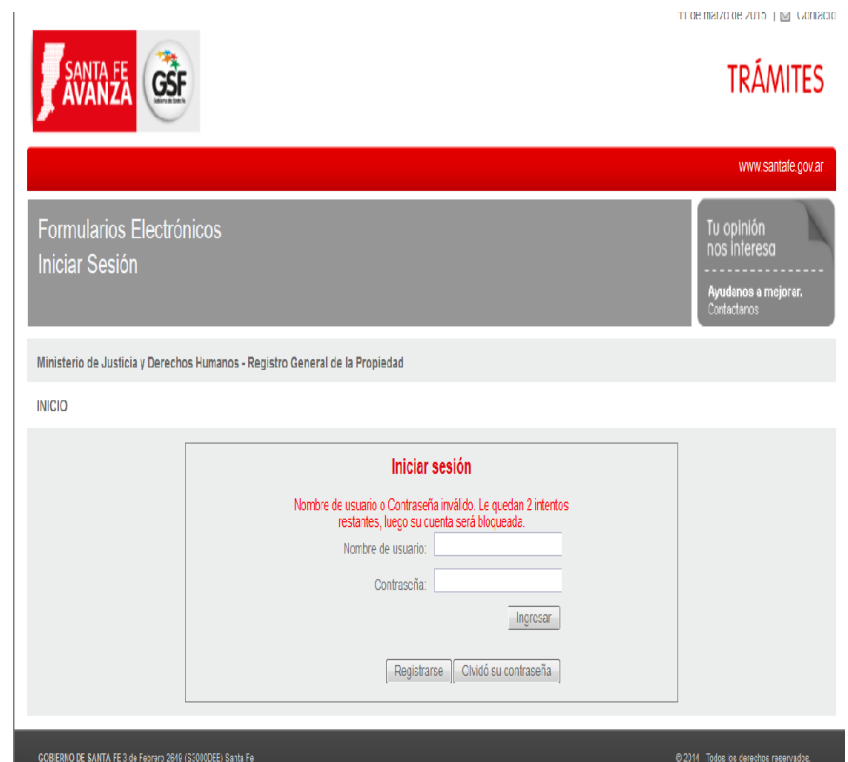 11 de marzo de 2015 | Contacto
SANTA FE
AVANZA
GSF
Gobierno de Santa Fe
TRÁMITES
www.santafe.gov.ar
Formularios Electrónicos
Iniciar Sesión
Tu opinión
nos interesa
Ayudanos a mejorar.
Contactanos
Ministerio de Justicia y Derechos Humanos - Registro General de la Propiedad
INICIO
Iniciar sesión
Nombre de usuario o Contraseña inválido. Le quedan 2 intentos
restantes, luego su cuenta será bloqueada.
Nombre de usuario:
Contraseña:
Ingresar
Registrarse
Olvidó su contraseña
GOBIERNO DE SANTA FE 3 de Febrero 2649 (S3000DEE) Santa Fe
© 2014 Todos los derechos reservados.